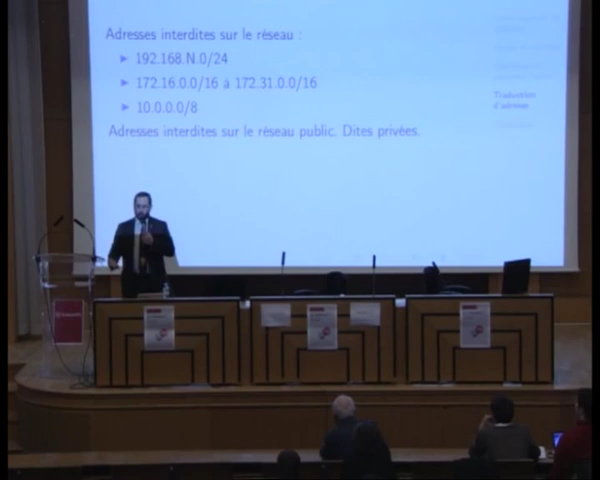 Adresses interdites sur le réseau :
192.168.N.0/24
172.16.0.0/16 à 172.31.0.0/16
10.0.0.0/8
Adresses interdites sur le réseau public. Dites privées.
Traduction
d'adresse